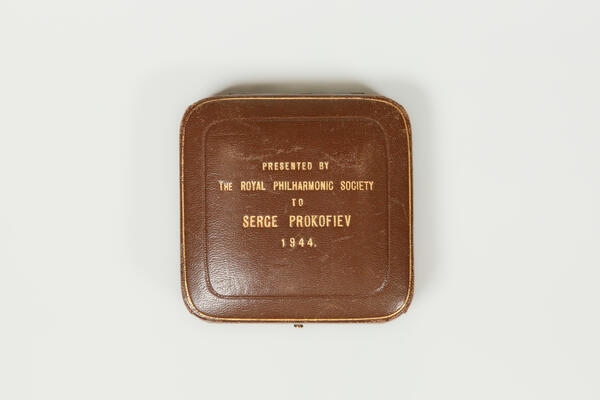 PRESENTED BY
THE ROYAL PHILHARMONIC SOCIETY
TO
SERGE PROKOFIEV
1944.